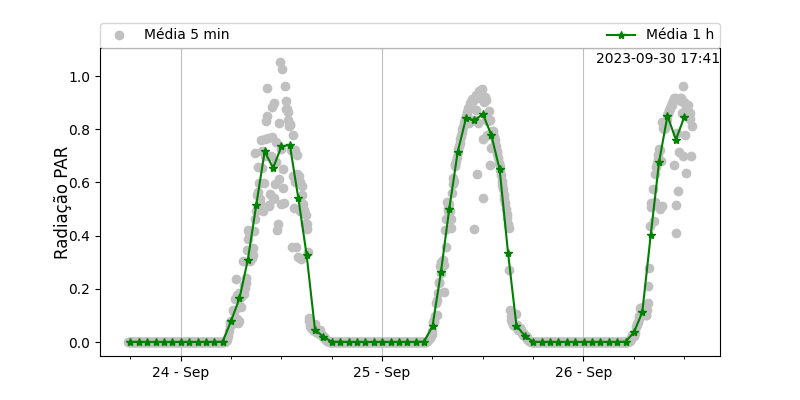 Média 5 min
Média 1 h
2023-09-30 17:41
1.0
0.8
0.6
0.4
0.2
0.0
Radiação PAR
24 - Sep
25 - Sep
26 - Sep